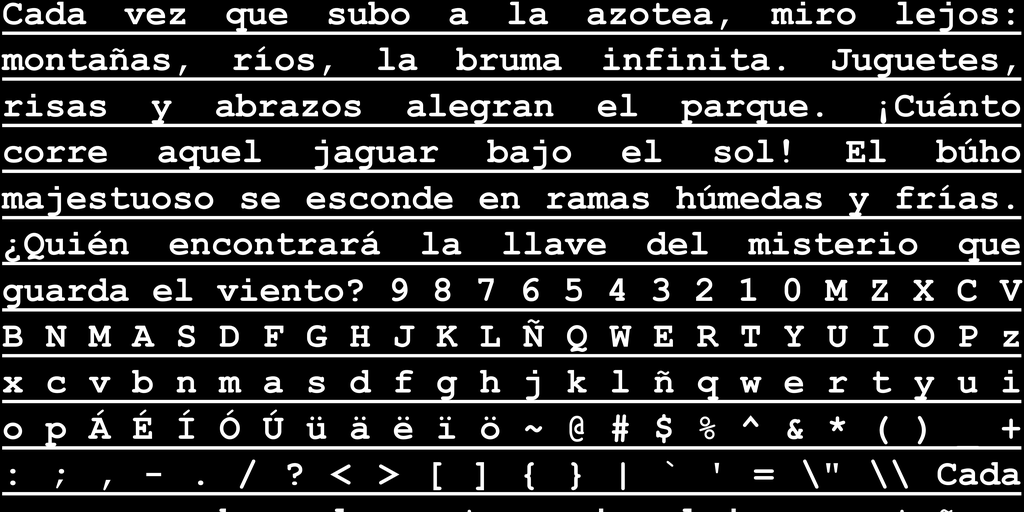 Cada vez que subo a la azotea, miro lejos:
montañas, ríos, la bruma infinita. Juguetes,
risas y abrazos alegran el parque. ¡Cuánto
corre aquel jaguar bajo el sol! El búho
majestuoso se esconde en ramas húmedas y frías.
¿Quién encontrará la llave del misterio que
guarda el viento? 9 8 7 6 5 4 3 2 1 0 M Z X C V
B N M A S D F G H J K L Ñ Q W E R T Y U I O P z
x c v b n m a s d f g h j k l ñ q w e r t y u i
o p Á É Í Ó Ú ü ä ë ï ö ~ @ # $ % ^ & * ( ) _ +
: ; , - . / ? < > [ ] { } | ` ' = \" \\ Cada